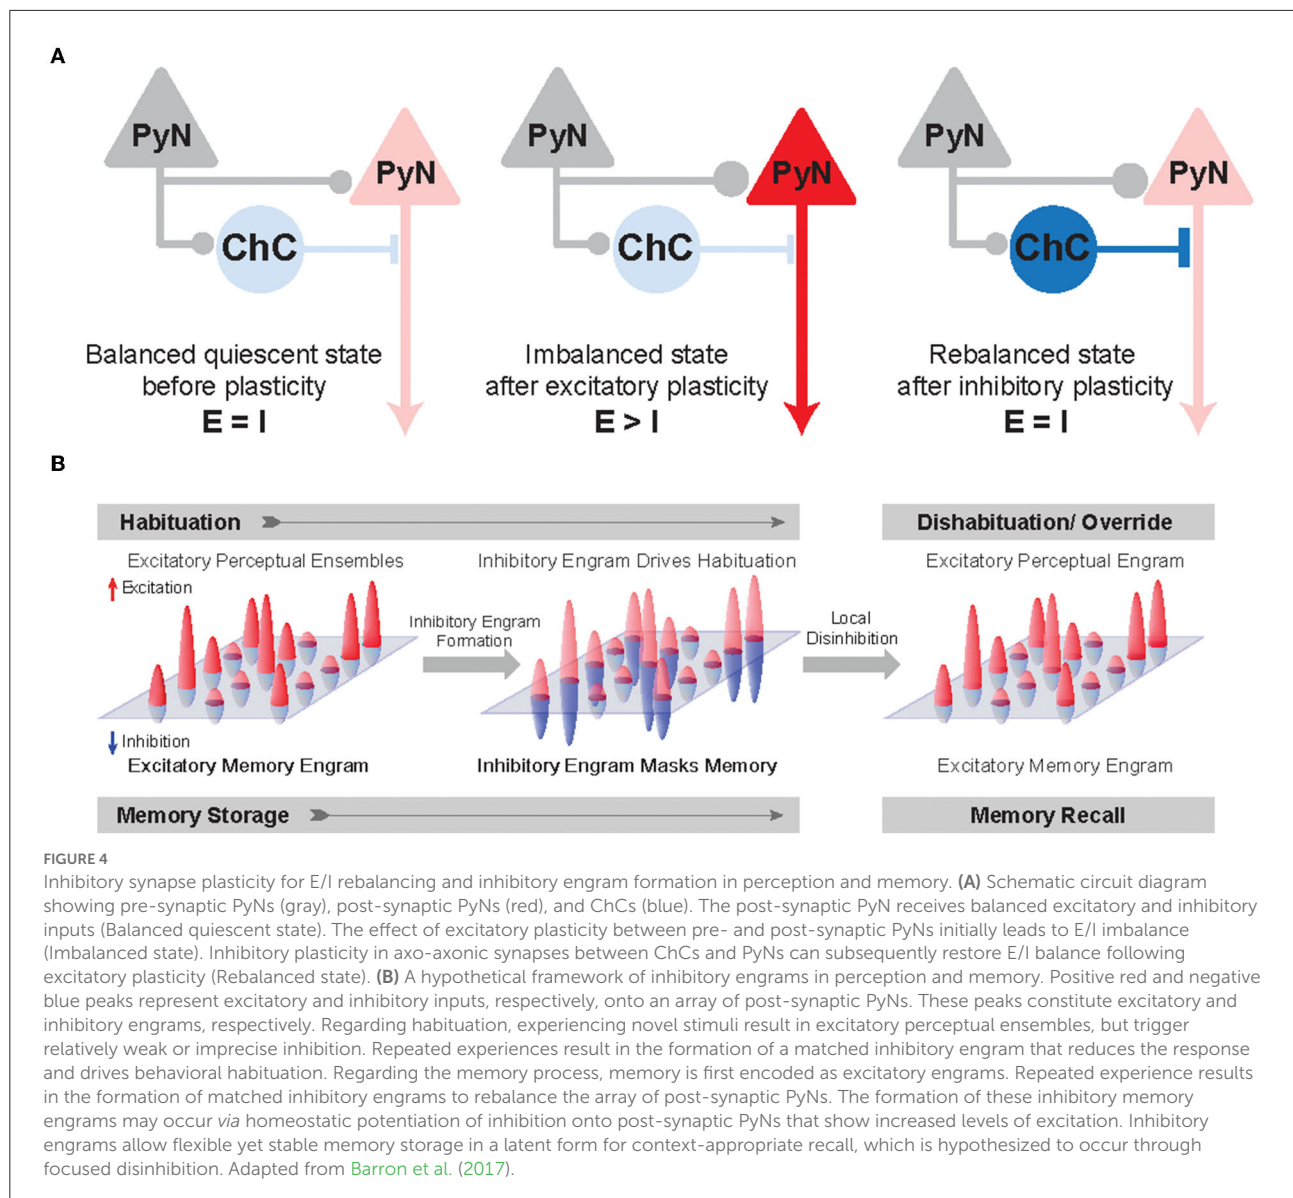 A
PyN
PyN
ChC
Balanced quiescent state
before plasticity
E = I
PyN
PyN
ChC
Imbalanced state
after excitatory plasticity
E > I
PyN
PyN
ChC
Rebalanced state
after inhibitory plasticity
E = I
B
Habituation
Dishabituation/ Override
Excitatory Perceptual Ensembles
Inhibitory Engram Drives Habituation
Excitatory Perceptual Engram
Excitation
Inhibitory Engram
Formation
Local
Disinhibition
Inhibition
Excitatory Memory Engram
Inhibitory Engram Masks Memory
Excitatory Memory Engram
Memory Storage
Memory Recall
FIGURE 4
Inhibitory synapse plasticity for E/I rebalancing and inhibitory engram formation in perception and memory. (A) Schematic circuit diagram
showing pre-synaptic PyNs (gray), post-synaptic PyNs (red), and ChCs (blue). The post-synaptic PyN receives balanced excitatory and inhibitory
inputs (Balanced quiescent state). The effect of excitatory plasticity between pre- and post-synaptic PyNs initially leads to E/I imbalance
(Imbalanced state). Inhibitory plasticity in axo-axonic synapses between ChCs and PyNs can subsequently restore E/I balance following
excitatory plasticity (Rebalanced state). (B) A hypothetical framework of inhibitory engrams in perception and memory. Positive red and negative
blue peaks represent excitatory and inhibitory inputs, respectively, onto an array of post-synaptic PyNs. These peaks constitute excitatory and
inhibitory engrams, respectively. Regarding habituation, experiencing novel stimuli result in excitatory perceptual ensembles, but trigger
relatively weak or imprecise inhibition. Repeated experiences result in the formation of a matched inhibitory engram that reduces the response
and drives behavioral habituation. Regarding the memory process, memory is first encoded as excitatory engrams. Repeated experience results
in the formation of matched inhibitory engrams to rebalance the array of post-synaptic PyNs. The formation of these inhibitory memory
engrams may occur via homeostatic potentiation of inhibition onto post-synaptic PyNs that show increased levels of excitation. Inhibitory
engrams allow flexible yet stable memory storage in a latent form for context-appropriate recall, which is hypothesized to occur through
focused disinhibition. Adapted from Barron et al. (2017).